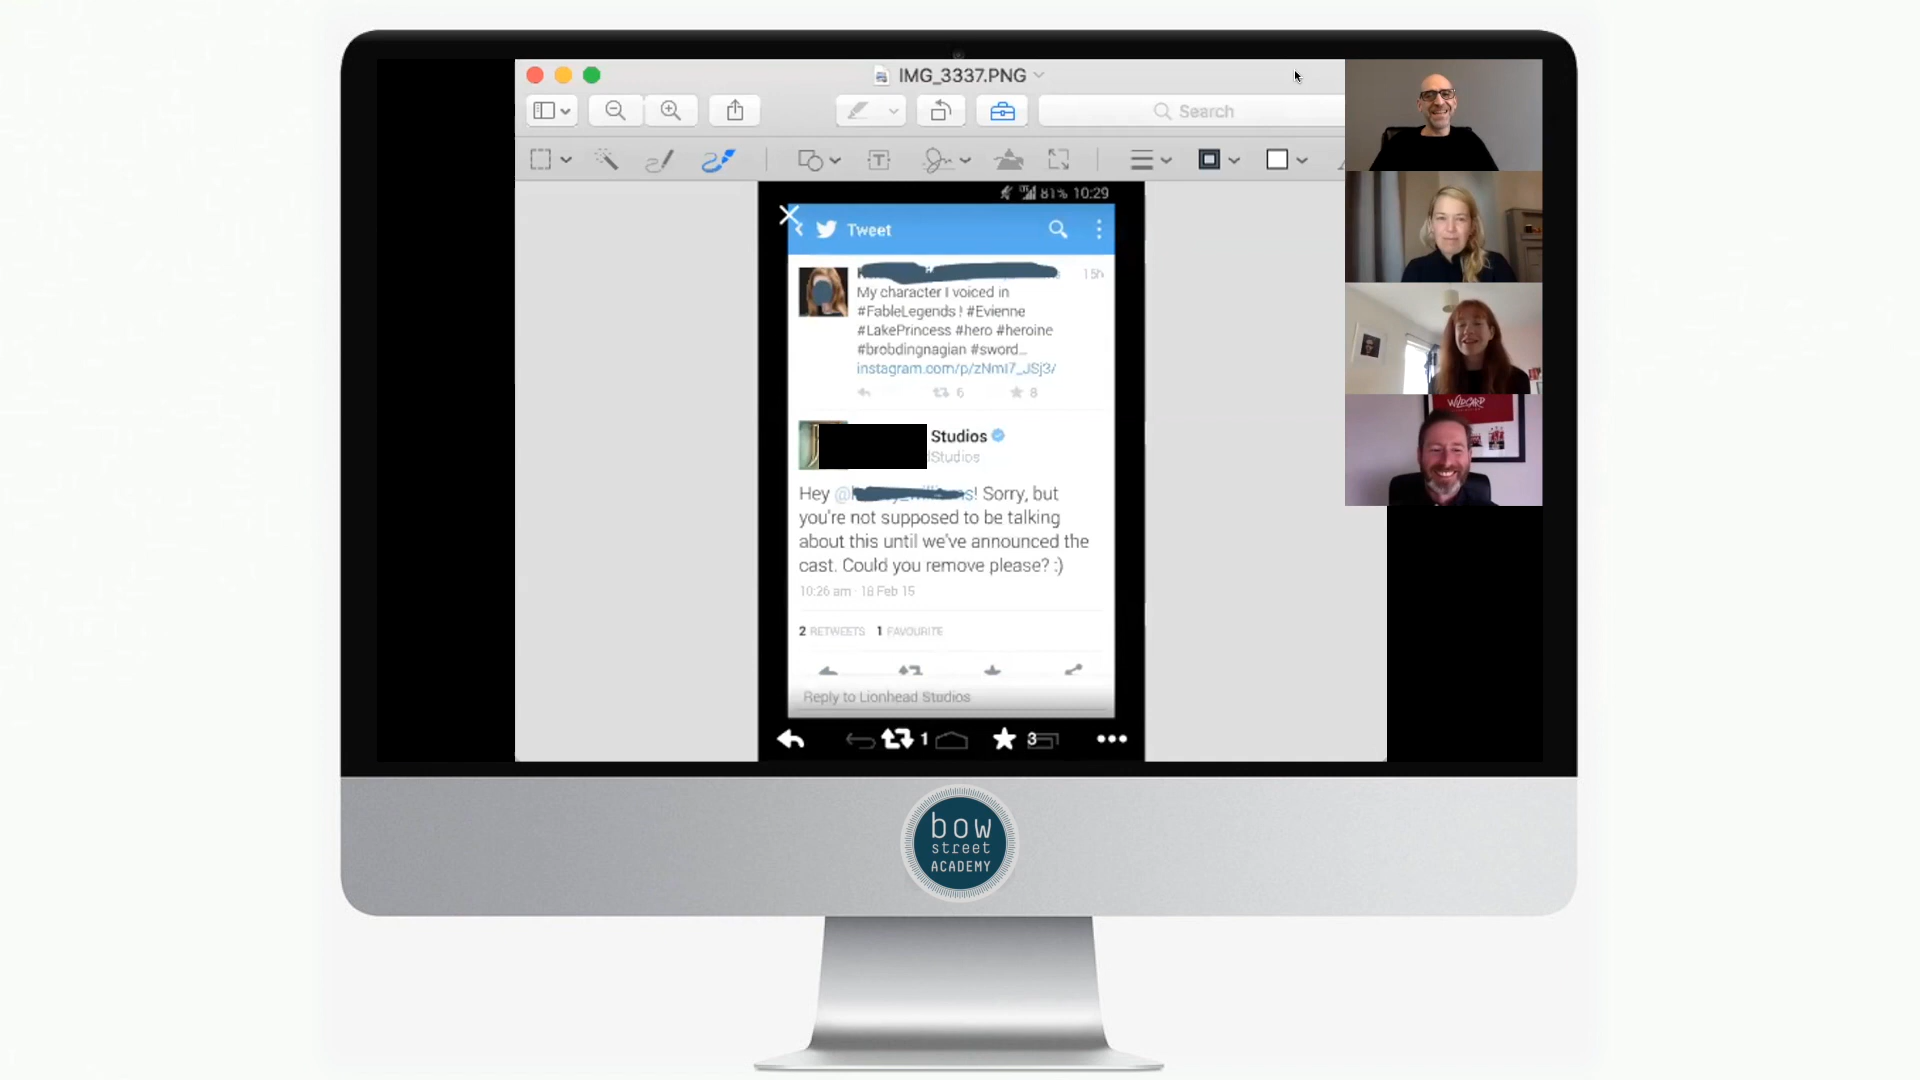 IMG_3337.PNG
Search
81% 10:29
Tweet
15h
My character I voiced in
#FableLegends! #Evienne
#LakePrincess #hero #heroine
#brobdingnagian #sword...
instagram.com/p/zNmI7_JSj3/
6 8
Studios
dStudios
Hey @ s! Sorry, but
you're not supposed to be talking
about this until we've announced the
cast. Could you remove please? :)
10:26 am · 18 Feb 15
2 RETWEETS 1 FAVOURITE
Reply to Lionhead Studios
1 3
WILDCARD
bow
street
ACADEMY